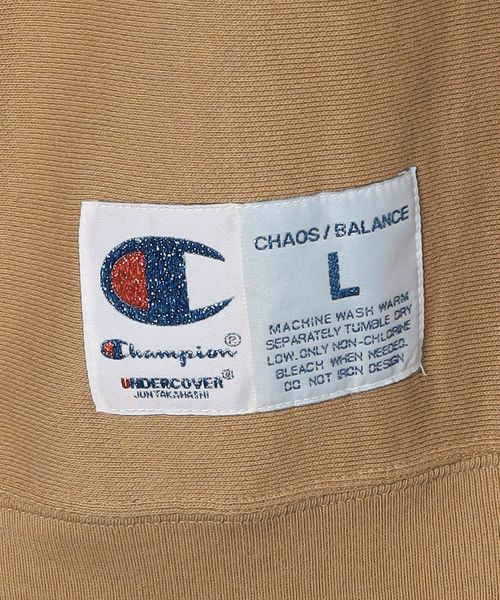 Champion®
UNDERCOVER®
JUN TAKAHASHI
CHAOS/BALANCE
L
MACHINE WASH WARM
SEPARATELY TUMBLE DRY
LOW. ONLY NON-CHLORINE
BLEACH WHEN NEEDED.
DO NOT IRON DESIGN